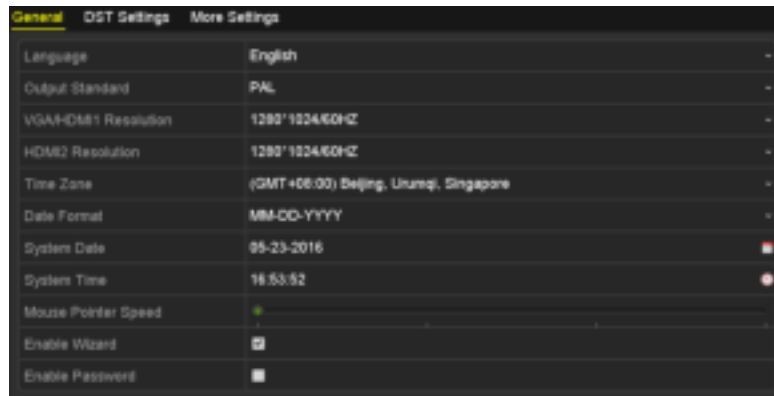 General DST Settings More Settings
Language English
Output Standard PAL
VGA/HDMI1 Resolution 1280*1024/60HZ
HDMI2 Resolution 1280*1024/60HZ
Time Zone (GMT+08:00) Beijing, Urumqi, Singapore
Date Format MM-DD-YYYY
System Date 05-23-2016
System Time 16:53:52
Mouse Pointer Speed
Enable Wizard
Enable Password